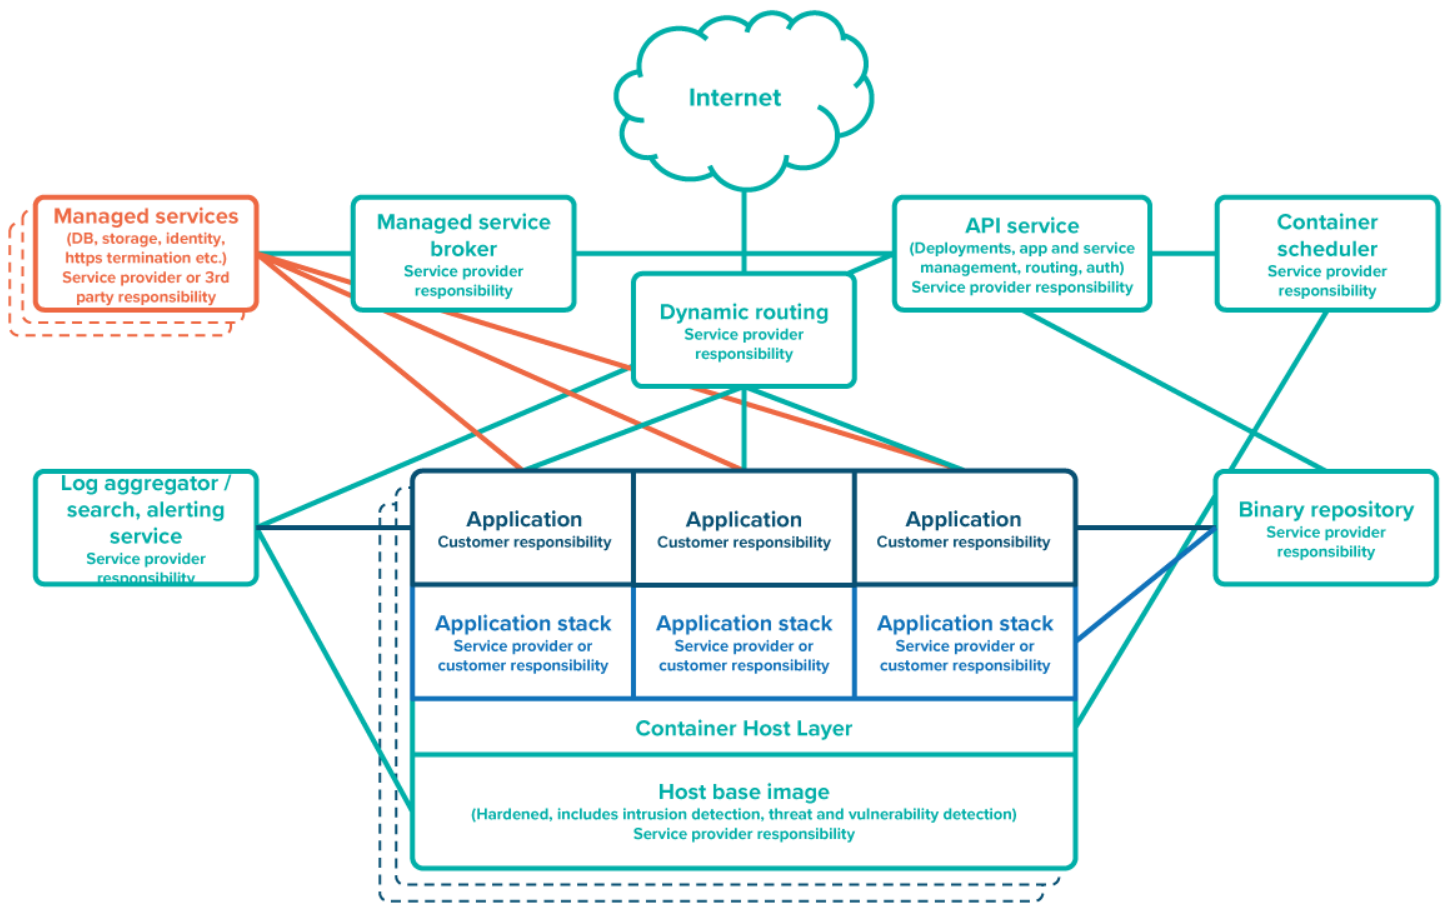 Internet
Managed services
(DB, storage, identity,
https termination etc.)
Service provider or 3rd
party responsibility
Managed service
broker
Service provider
responsibility
API service
(Deployments, app and service
management, routing, auth)
Service provider responsibility
Container
scheduler
Service provider
responsibility
Dynamic routing
Service provider
responsibility
Log aggregator /
search, alerting
service
Service provider
responsibility
Application
Customer responsibility
Application
Customer responsibility
Application
Customer responsibility
Binary repository
Service provider
responsibility
Application stack
Service provider or
customer responsibility
Application stack
Service provider or
customer responsibility
Application stack
Service provider or
customer responsibility
Container Host Layer
Host base image
(Hardened, includes intrusion detection, threat and vulnerability detection)
Service provider responsibility